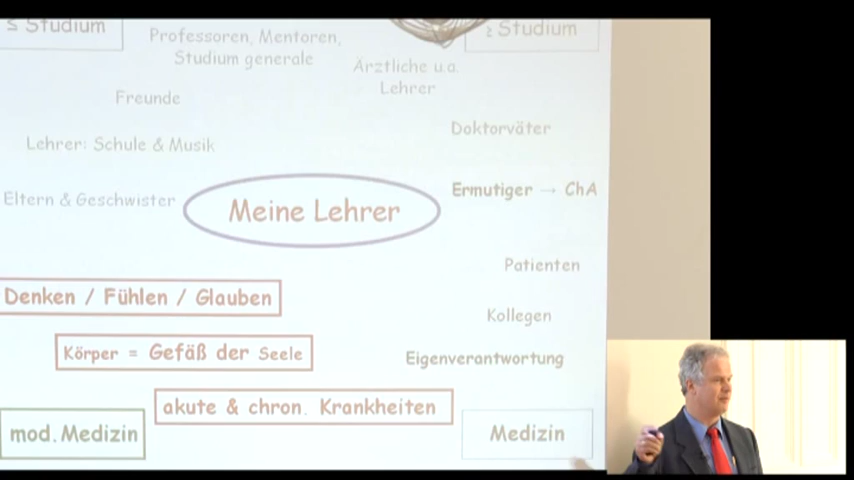 ≤ Studium
≥ Studium
Professoren, Mentoren,
Studium generale
Ärztliche u.a.
Lehrer
Freunde
Doktorväter
Lehrer: Schule & Musik
Eltern & Geschwister
Meine Lehrer
Ermutiger → ChA
Patienten
Denken / Fühlen / Glauben
Kollegen
Körper = Gefäß der Seele
Eigenverantwortung
akute & chron. Krankheiten
mod. Medizin
Medizin